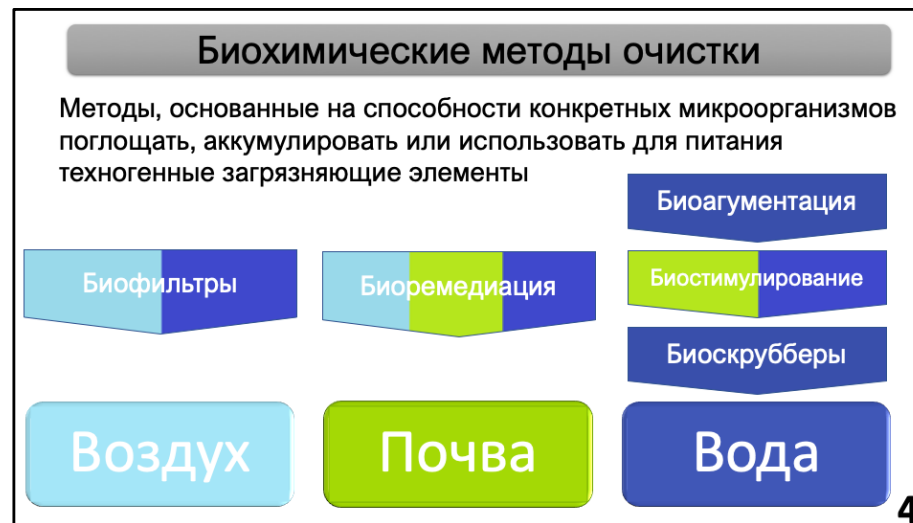 Биохимические методы очистки
Методы, основанные на способности конкретных микроорганизмов
поглощать, аккумулировать или использовать для питания
техногенные загрязняющие элементы
Биоагументация
Биофильтры
Биоремедиация
Биостимулирование
Биоскрубберы
Воздух
Почва
Вода
4